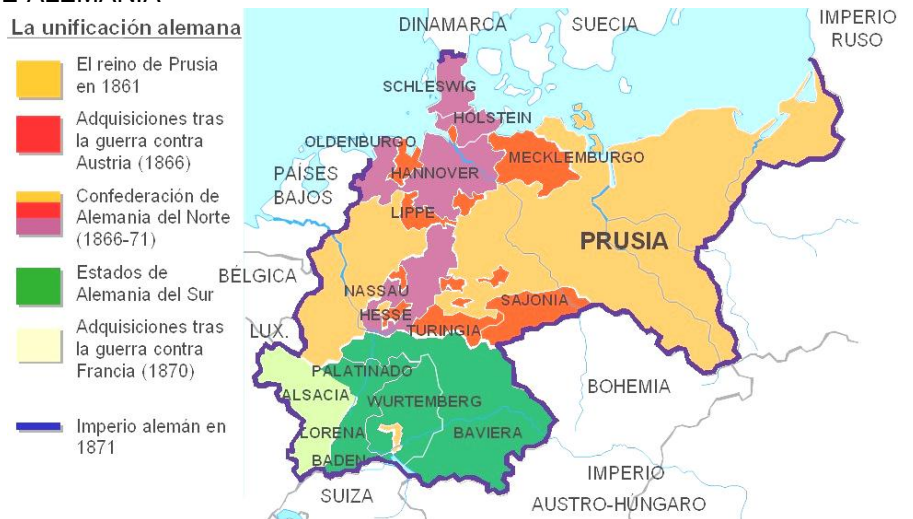 E ALEMANIA
La unificación alemana
El reino de Prusia
en 1861
Adquisiciones tras
la guerra contra
Austria (1866)
Confederación de
Alemania del Norte
(1866-71)
Estados de
Alemania del Sur
Adquisiciones tras
la guerra contra
Francia (1870)
Imperio alemán en
1871
DINAMARCA
SUECIA
IMPERIO
RUSO
SCHLESWIG
HOLSTEIN
OLDENBURGO
MECKLEMBURGO
PAÍSES
BAJOS
HANNOVER
LIPPE
PRUSIA
BÉLGICA
NASSAU
SAJONIA
HESSE
TURINGIA
LUX.
PALATINADO
BOHEMIA
ALSACIA
WURTEMBERG
LORENA
BAVIERA
BADEN
IMPERIO
AUSTRO-HÚNGARO
SUIZA